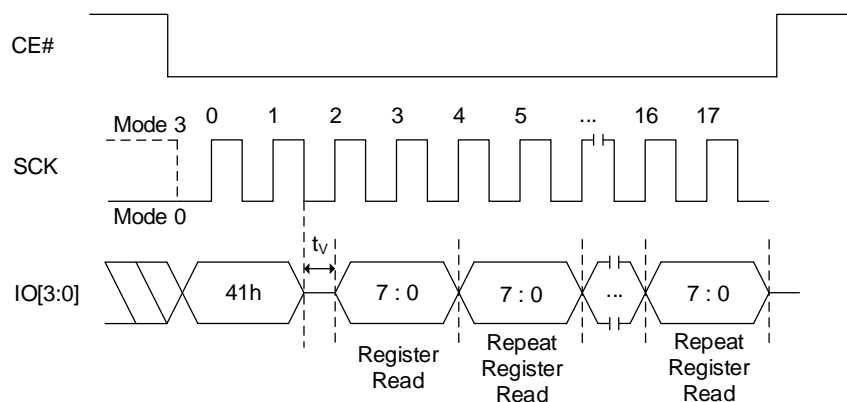 CE#
Mode 3
0 1 2 3 4 5 ... 16 17
SCK
Mode 0
tV
IO[3:0]
41h
7 : 0
7 : 0
...
7 : 0
Register
Read
Repeat
Register
Read
Repeat
Register
Read